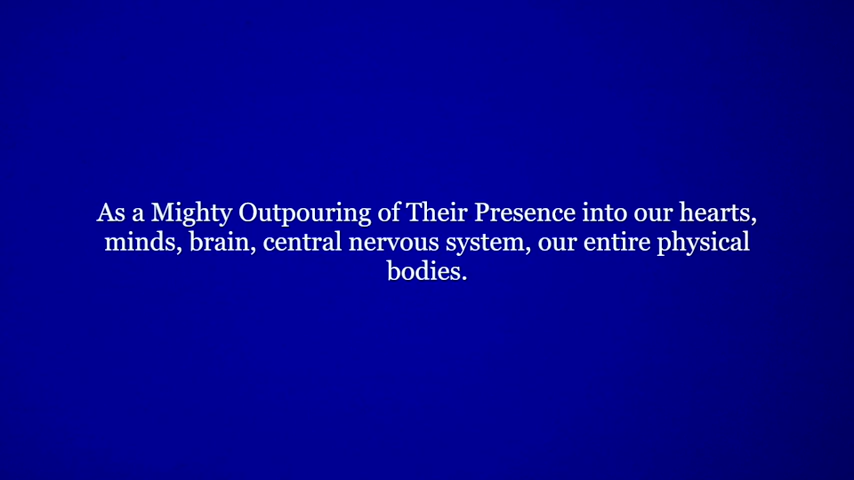 As a Mighty Outpouring of Their Presence into our hearts,
minds, brain, central nervous system, our entire physical
bodies.